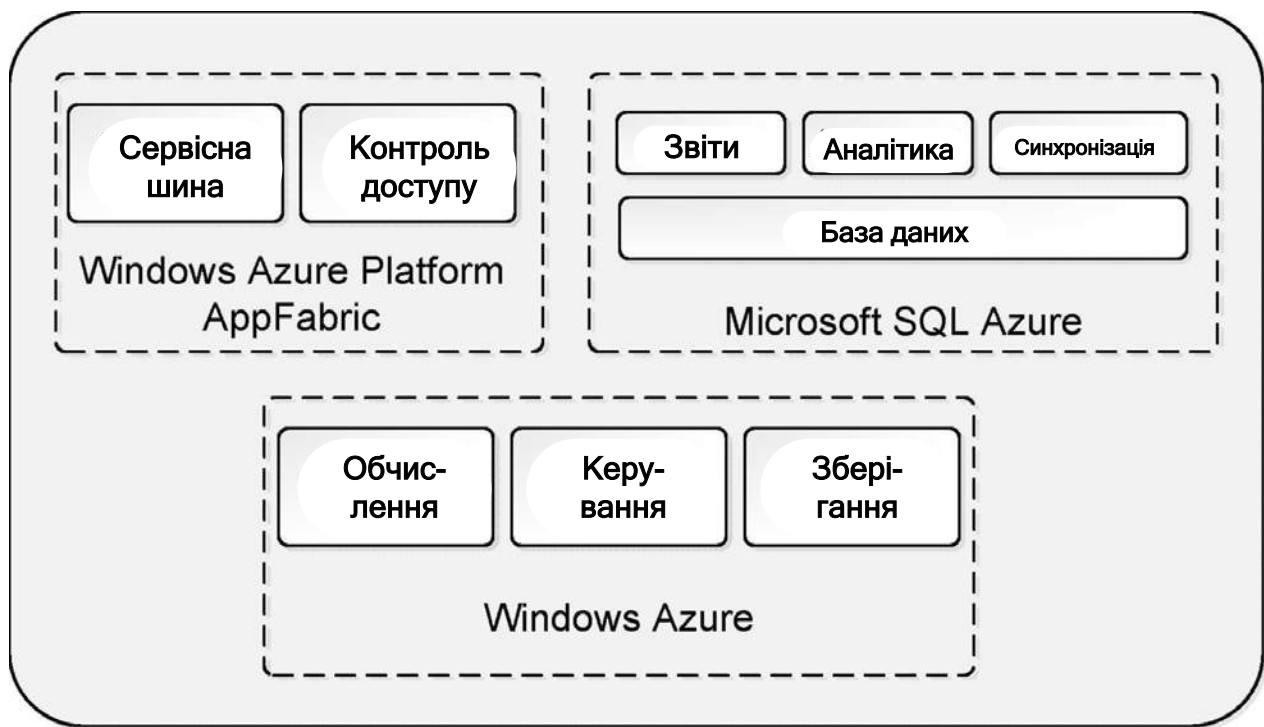 Сервісна
шина
Контроль
доступу
Windows Azure Platform
AppFabric
Звіти
Аналітика
Синхронізація
База даних
Microsoft SQL Azure
Обчис-
лення
Керу-
вання
Збері-
гання
Windows Azure